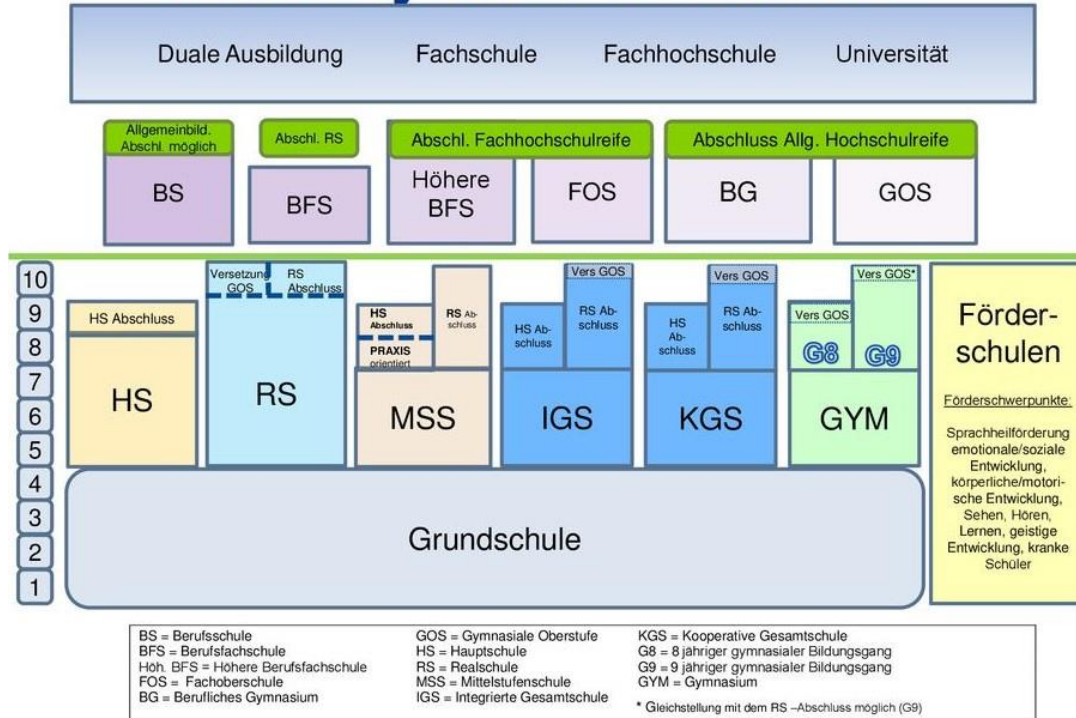 Duale Ausbildung Fachschule Fachhochschule Universität
Allgemeinbild.
Abschl. möglich
BS
Abschl. RS
BFS
Abschl. Fachhochschulreife
Höhere
BFS
FOS
Abschluss Allg. Hochschulreife
BG
GOS
10
9
8
7
6
5
4
3
2
1
HS Abschluss
HS
Versetzung
GOS
RS
Abschluss
RS
HS
Abschluss
PRAXIS
orientiert
RS Ab-
schluss
MSS
HS Ab-
schluss
Vers GOS
RS Ab-
schluss
IGS
HS
Ab-
schluss
Vers GOS
RS Ab-
schluss
KGS
Vers GOS
G8
Vers GOS*
G9
GYM
Grundschule
Förder-
schulen
Förderschwerpunkte:
Sprachheilförderung
emotionale/soziale
Entwicklung,
körperliche/motori-
sche Entwicklung,
Sehen, Hören,
Lernen, geistige
Entwicklung, kranke
Schüler
BS = Berufsschule
BFS = Berufsfachschule
Höh. BFS = Höhere Berufsfachschule
FOS = Fachoberschule
BG = Berufliches Gymnasium
GOS = Gymnasiale Oberstufe
HS = Hauptschule
RS = Realschule
MSS = Mittelstufenschule
IGS = Integrierte Gesamtschule
KGS = Kooperative Gesamtschule
G8 = 8 jähriger gymnasialer Bildungsgang
G9 = 9 jähriger gymnasialer Bildungsgang
GYM = Gymnasium
* Gleichstellung mit dem RS –Abschluss möglich (G9)